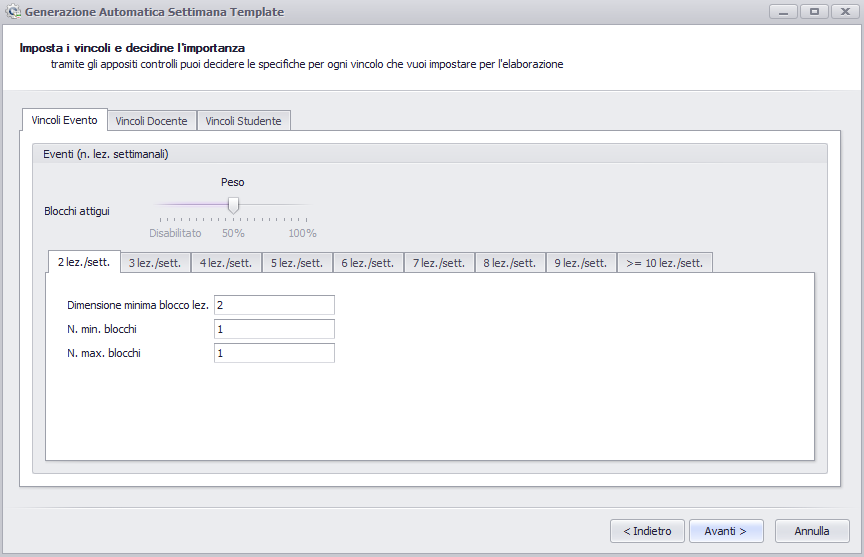 Generazione Automatica Settimana Template
Imposta i vincoli e decidine l'importanza
tramite gli appositi controlli puoi decidere le specifiche per ogni vincolo che vuoi impostare per l'elaborazione
Vincoli Evento Vincoli Docente Vincoli Studente
Eventi (n. lez. settimanali)
Peso
Blocchi attigui
Disabilitato 50% 100%
2 lez./sett. 3 lez./sett. 4 lez./sett. 5 lez./sett. 6 lez./sett. 7 lez./sett. 8 lez./sett. 9 lez./sett. >= 10 lez./sett.
Dimensione minima blocco lez. 2
N. min. blocchi 1
N. max. blocchi 1
< Indietro Avanti > Annulla